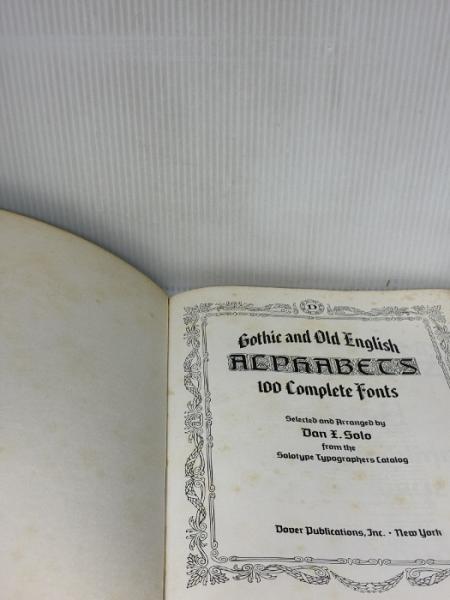 D
Gothic and Old English
ALPHABETS
100 Complete Fonts
Selected and Arranged by
Dan X. Solo
from the
Solotype Typographers Catalog
Dover Publications, Inc. · New York